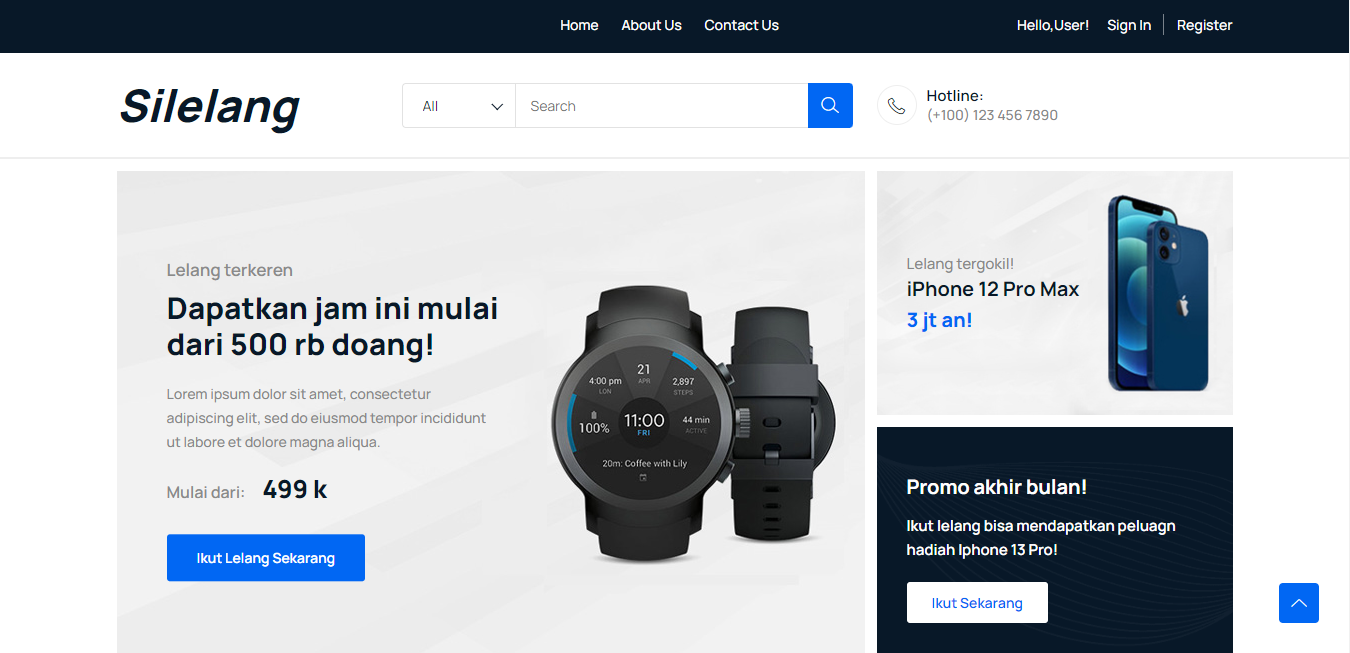 Home About Us Contact Us Hello,User! Sign In Register
Silelang
All Search
Hotline:
(+100) 123 456 7890
Lelang terkeren
Dapatkan jam ini mulai
dari 500 rb doang!
Lorem ipsum dolor sit amet, consectetur
adipiscing elit, sed do eiusmod tempor incididunt
ut labore et dolore magna aliqua.
Mulai dari: 499 k
Ikut Lelang Sekarang
21
APR
4:00 pm
LON
2,897
STEPS
100%
11:00
FRI
44 min
ACTIVE
20m: Coffee with Lily
Lelang tergokil!
iPhone 12 Pro Max
3 jt an!
Promo akhir bulan!
Ikut lelang bisa mendapatkan peluagn
hadiah Iphone 13 Pro!
Ikut Sekarang